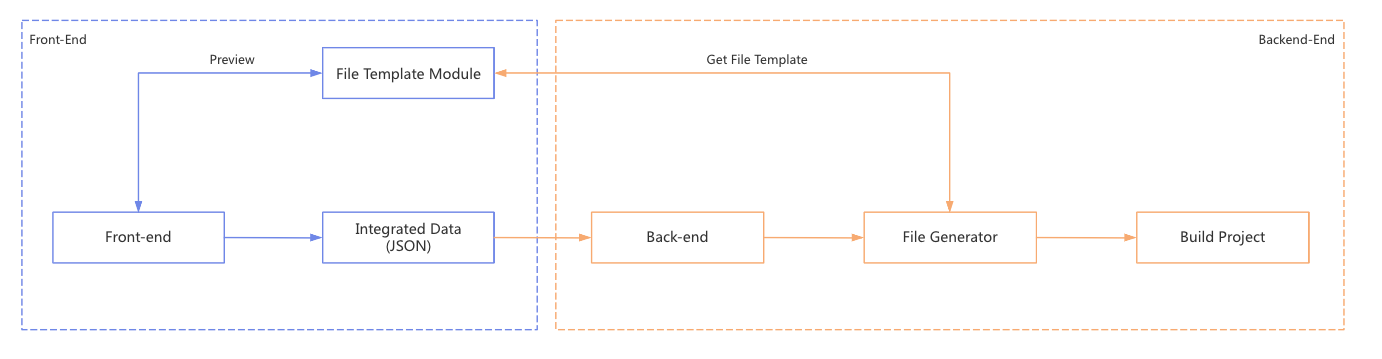 Front-End
Backend-End
Preview
File Template Module
Get File Template
Front-end
Integrated Data
(JSON)
Back-end
File Generator
Build Project